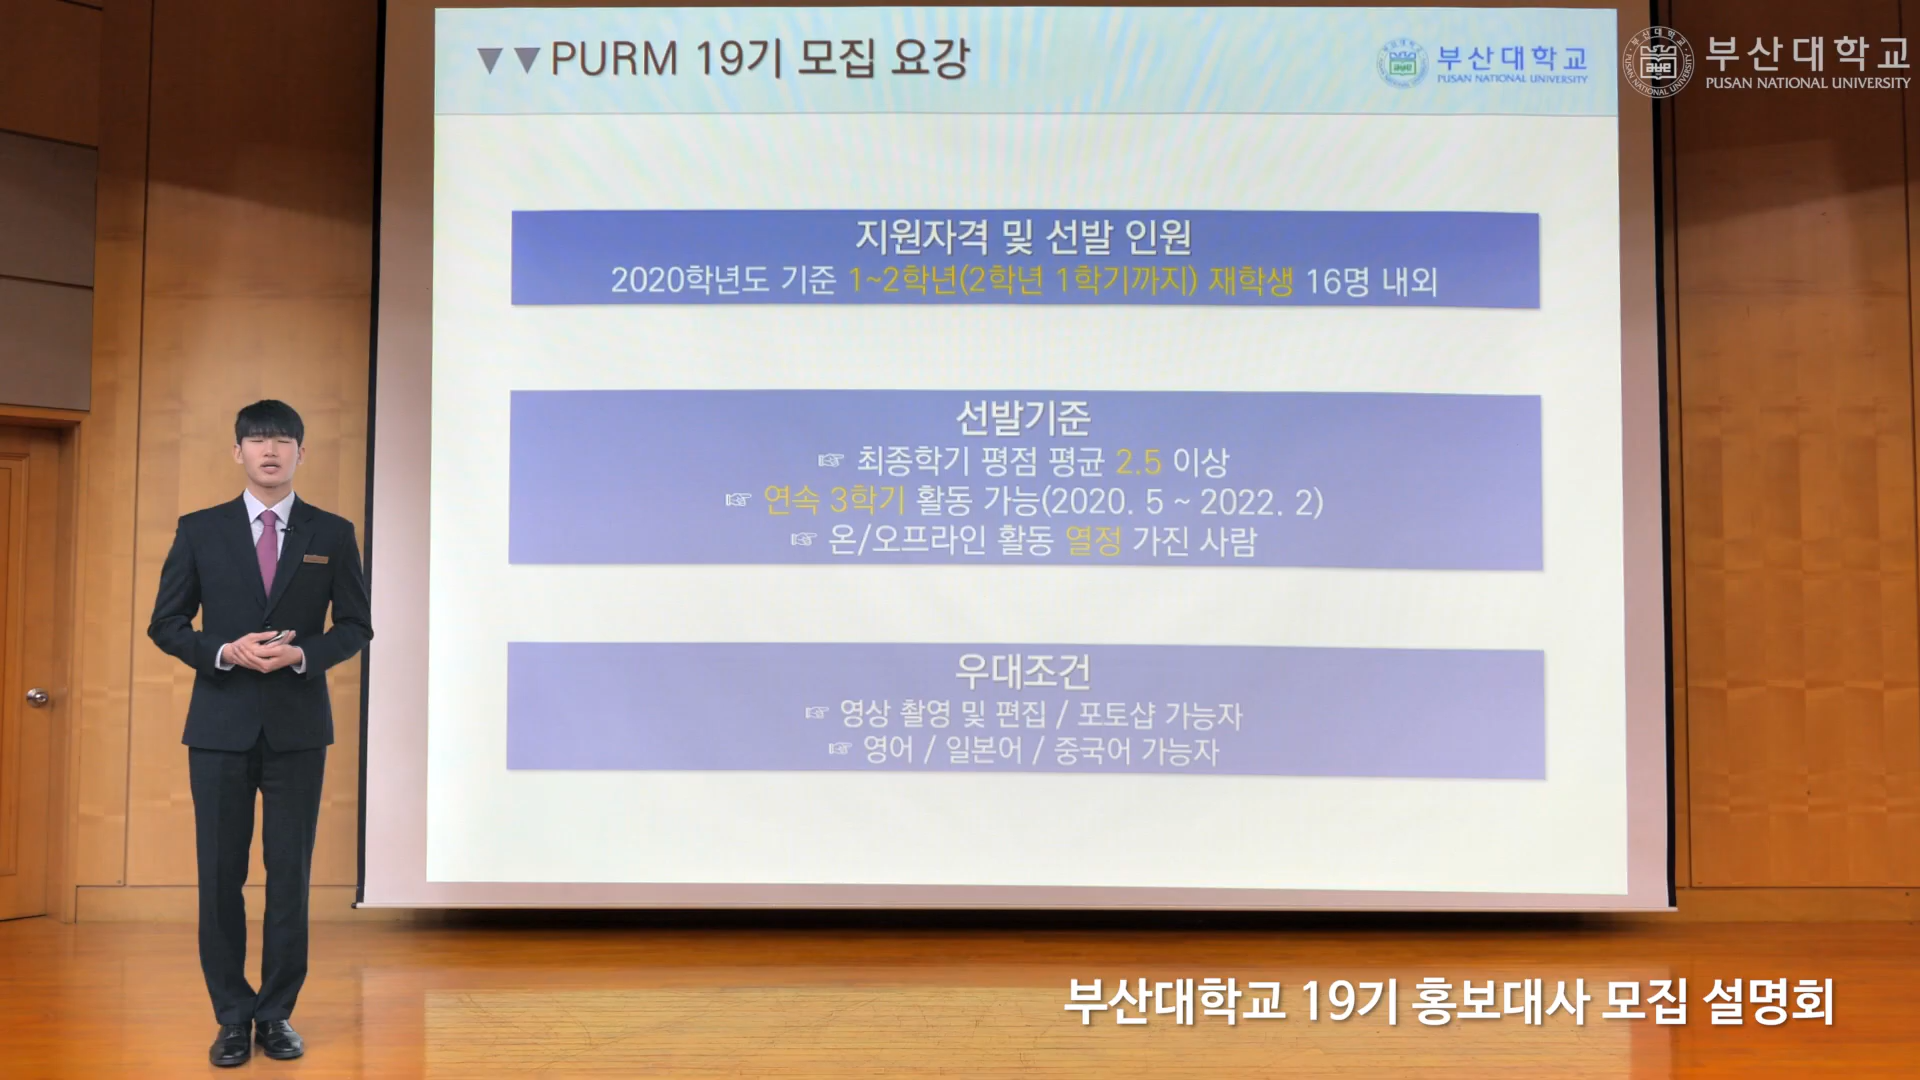 ▼▼PURM 19기 모집 요강
부산대학교
PUSAN NATIONAL UNIVERSITY
부산대학교
PUSAN NATIONAL UNIVERSITY
지원자격 및 선발 인원
2020학년도 기준 1~2학년(2학년 1학기까지) 재학생 16명 내외
선발기준
☞ 최종학기 평점 평균 2.5 이상
☞ 연속 3학기 활동 가능(2020. 5 ~ 2022. 2)
☞ 온/오프라인 활동 열정 가진 사람
우대조건
☞ 영상 촬영 및 편집 / 포토샵 가능자
☞ 영어 / 일본어 / 중국어 가능자
부산대학교 19기 홍보대사 모집 설명회